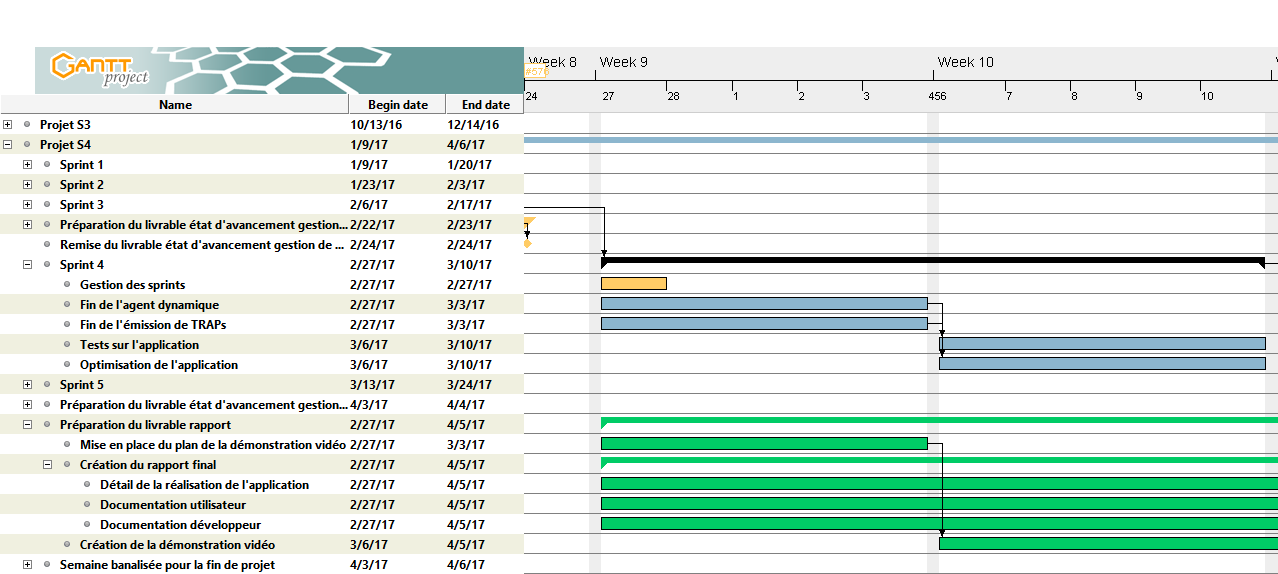 GANTT
project
Week 8 Week 9 Week 10
#576
24 27 28 1 2 3 456 7 8 9 10
Name Begin date End date
Projet S3 10/13/16 12/14/16
Projet S4 1/9/17 4/6/17
Sprint 1 1/9/17 1/20/17
Sprint 2 1/23/17 2/3/17
Sprint 3 2/6/17 2/17/17
Préparation du livrable état d'avancement gestion... 2/22/17 2/23/17
Remise du livrable état d'avancement gestion de ... 2/24/17 2/24/17
Sprint 4 2/27/17 3/10/17
Gestion des sprints 2/27/17 2/27/17
Fin de l'agent dynamique 2/27/17 3/3/17
Fin de l'émission de TRAPs 2/27/17 3/3/17
Tests sur l'application 3/6/17 3/10/17
Optimisation de l'application 3/6/17 3/10/17
Sprint 5 3/13/17 3/24/17
Préparation du livrable état d'avancement gestion... 4/3/17 4/4/17
Préparation du livrable rapport 2/27/17 4/5/17
Mise en place du plan de la démonstration vidéo 2/27/17 3/3/17
Création du rapport final 2/27/17 4/5/17
Détail de la réalisation de l'application 2/27/17 4/5/17
Documentation utilisateur 2/27/17 4/5/17
Documentation développeur 2/27/17 4/5/17
Création de la démonstration vidéo 3/6/17 4/5/17
Semaine banalisée pour la fin de projet 4/3/17 4/6/17